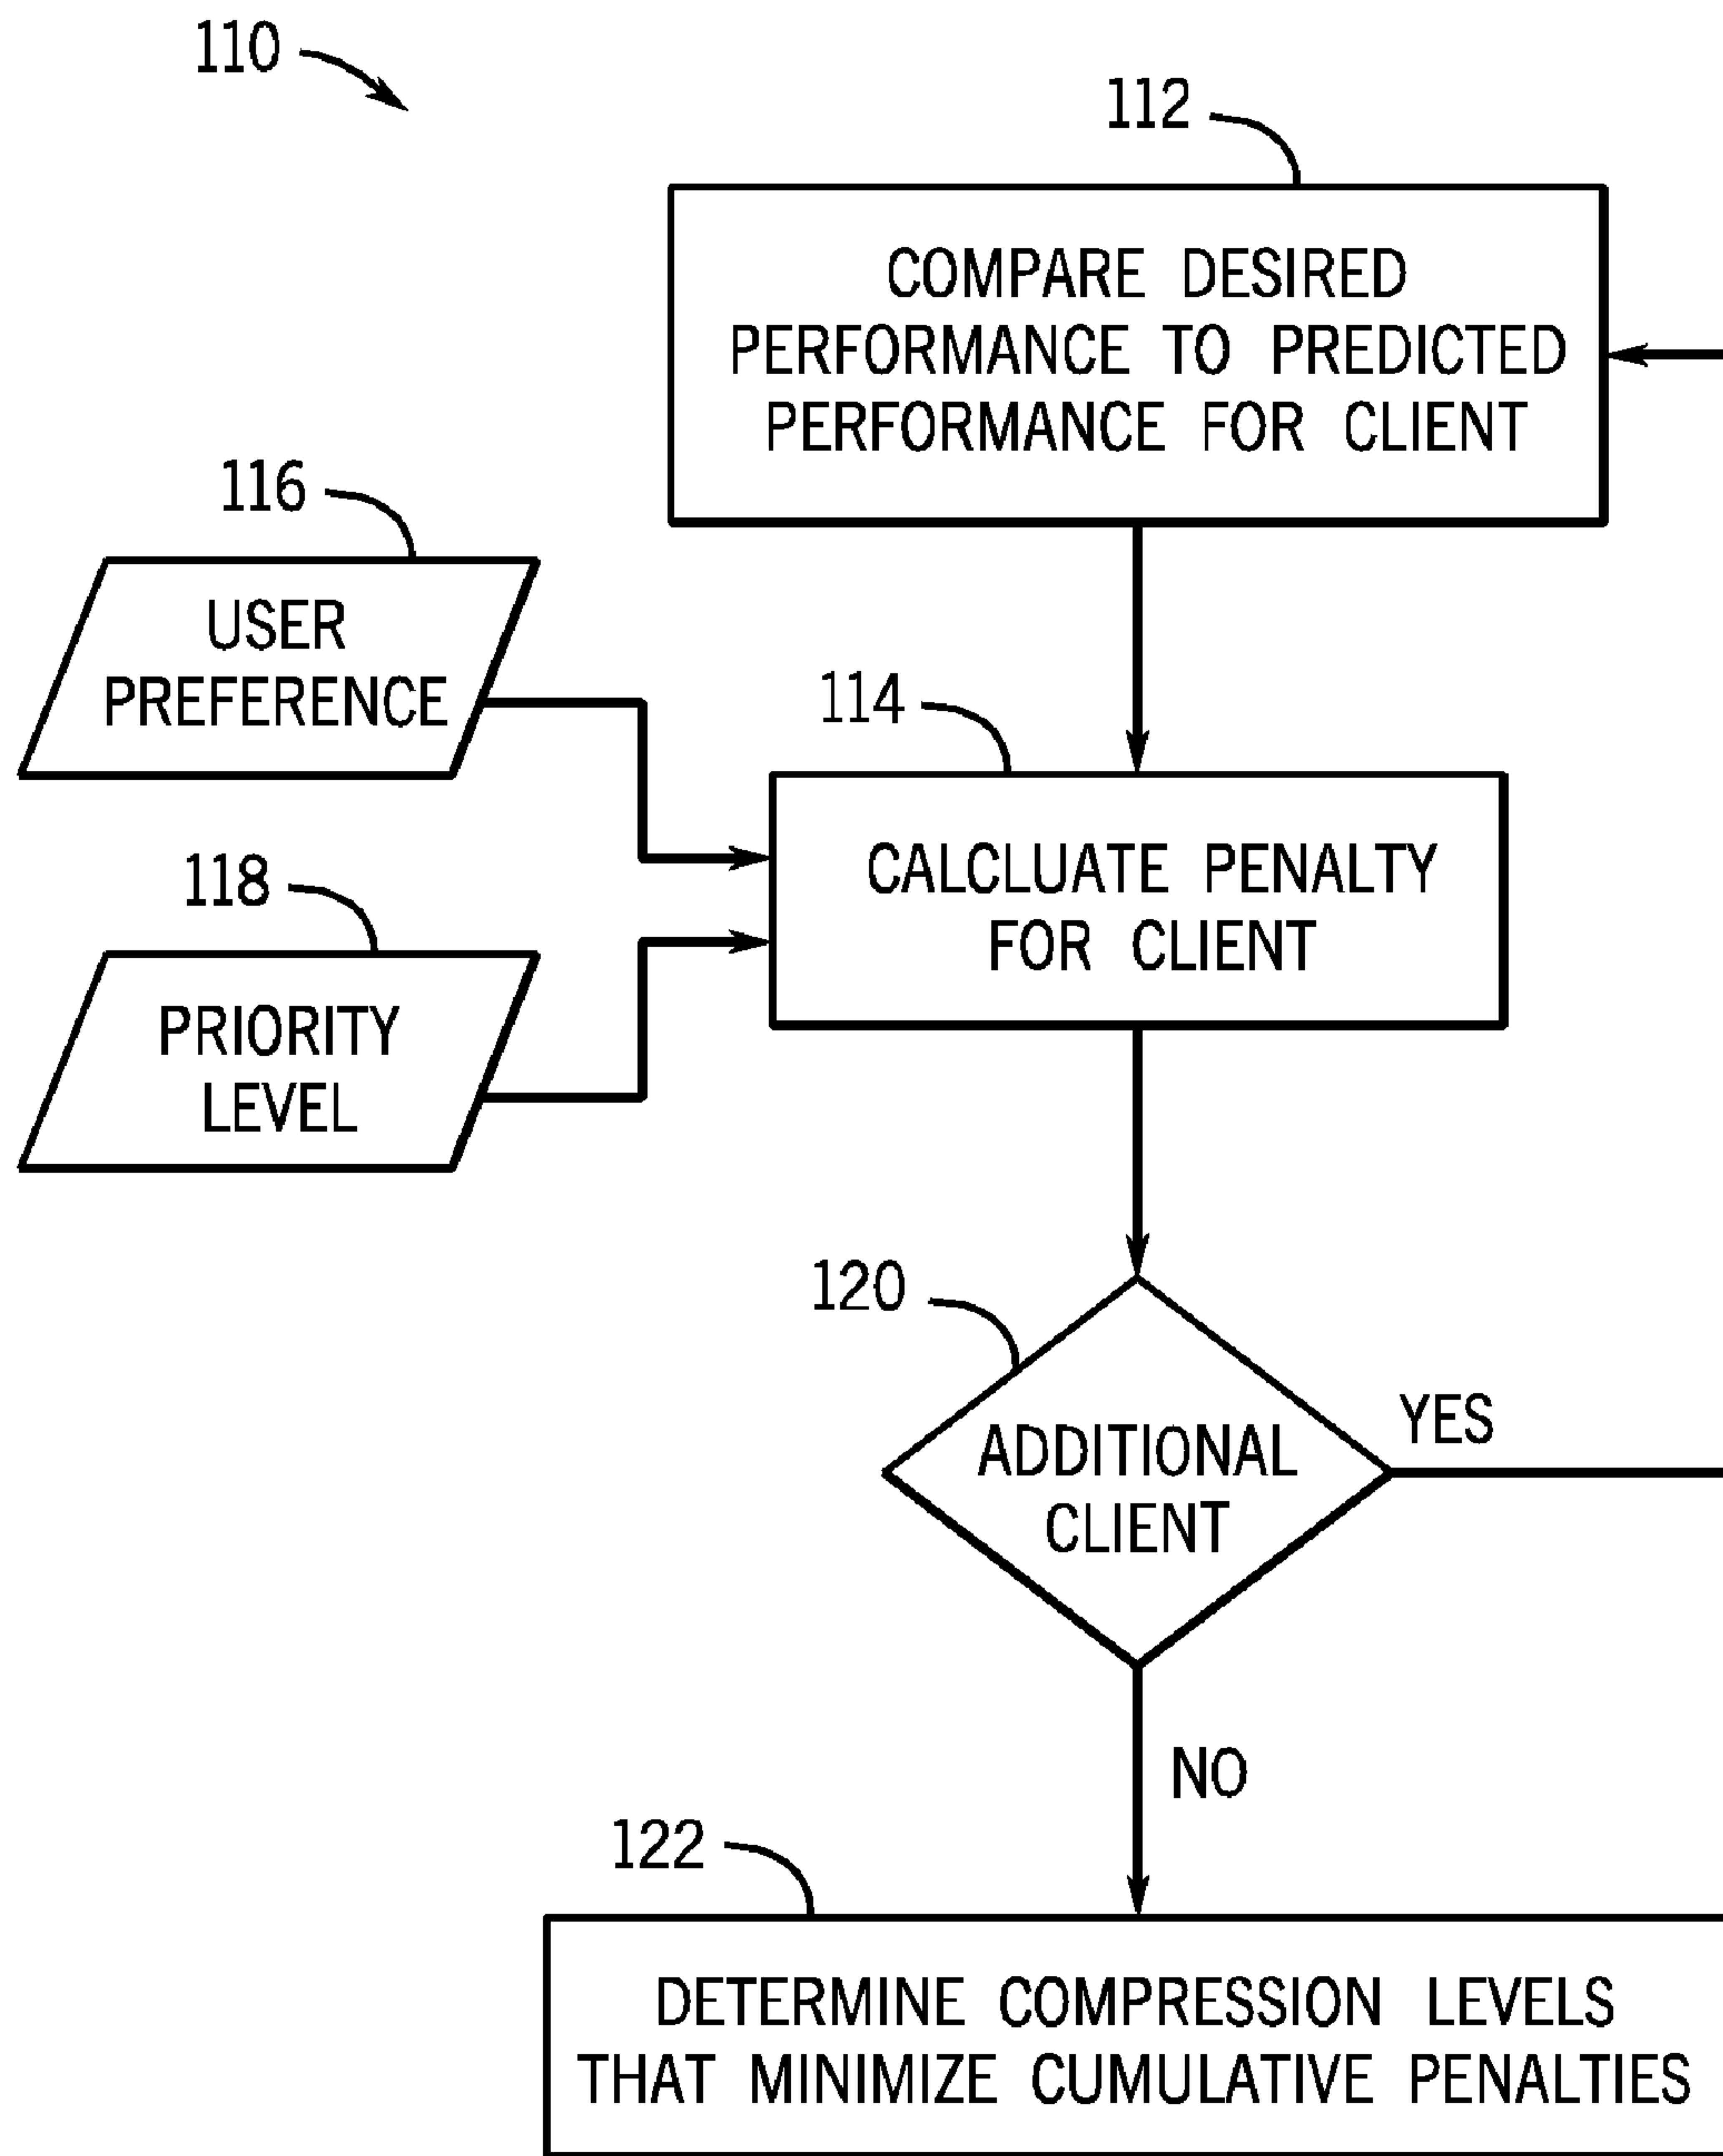 110
112
COMPARE DESIRED
PERFORMANCE TO PREDICTED
PERFORMANCE FOR CLIENT
116
USER
PREFERENCE
114
CALCLUATE PENALTY
FOR CLIENT
118
PRIORITY
LEVEL
120
ADDITIONAL
CLIENT
YES
NO
122
DETERMINE COMPRESSION LEVELS
THAT MINIMIZE CUMULATIVE PENALTIES